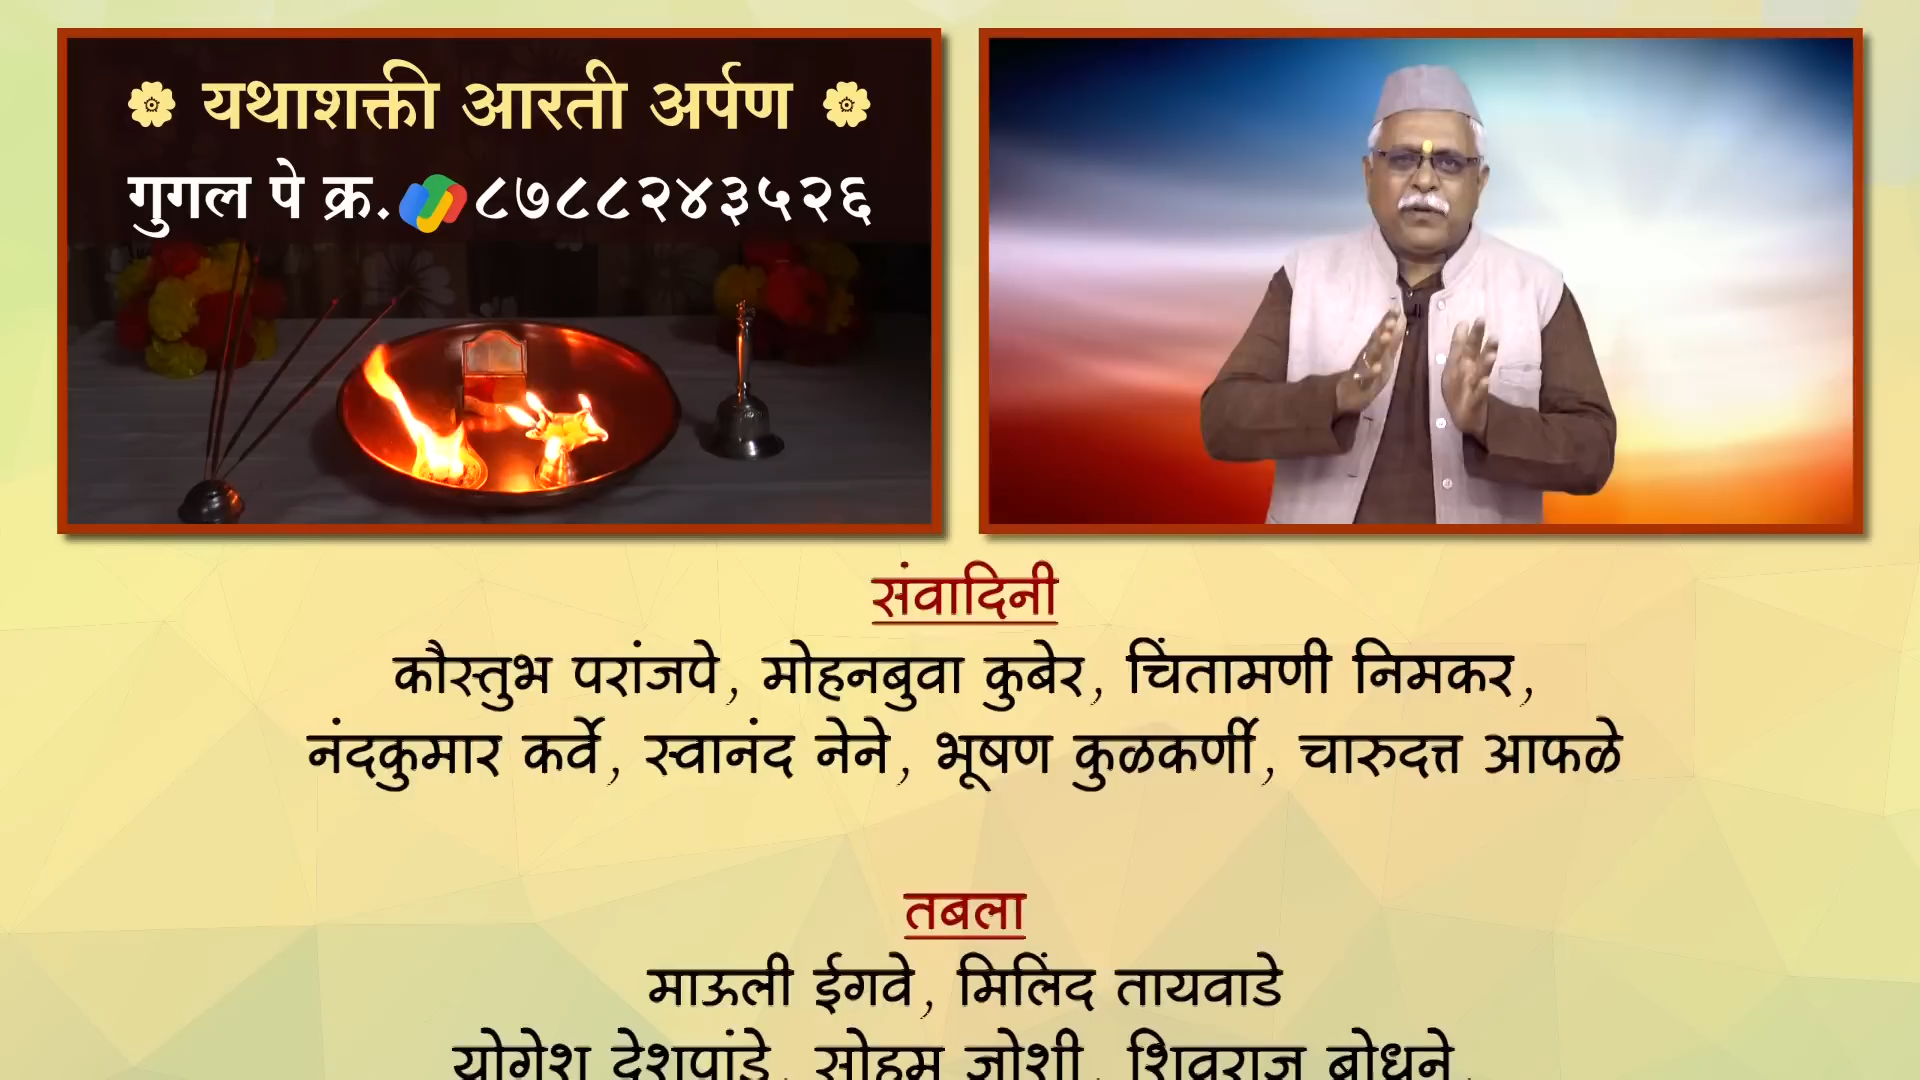 यथाशक्ती आरती अर्पण
गुगल पे क्र. ८७८८२४३५२६
संवादिनी
कौस्तुभ परांजपे, मोहनबुवा कुबेर, चिंतामणी निमकर,
नंदकुमार कर्वे, स्वानंद नेने, भूषण कुळकर्णी, चारुदत्त आफळे
तबला
माऊली ईगवे, मिलिंद तायवाडे
योगेश देशपांडे, सोहम जोशी, शिवराज बोधने,